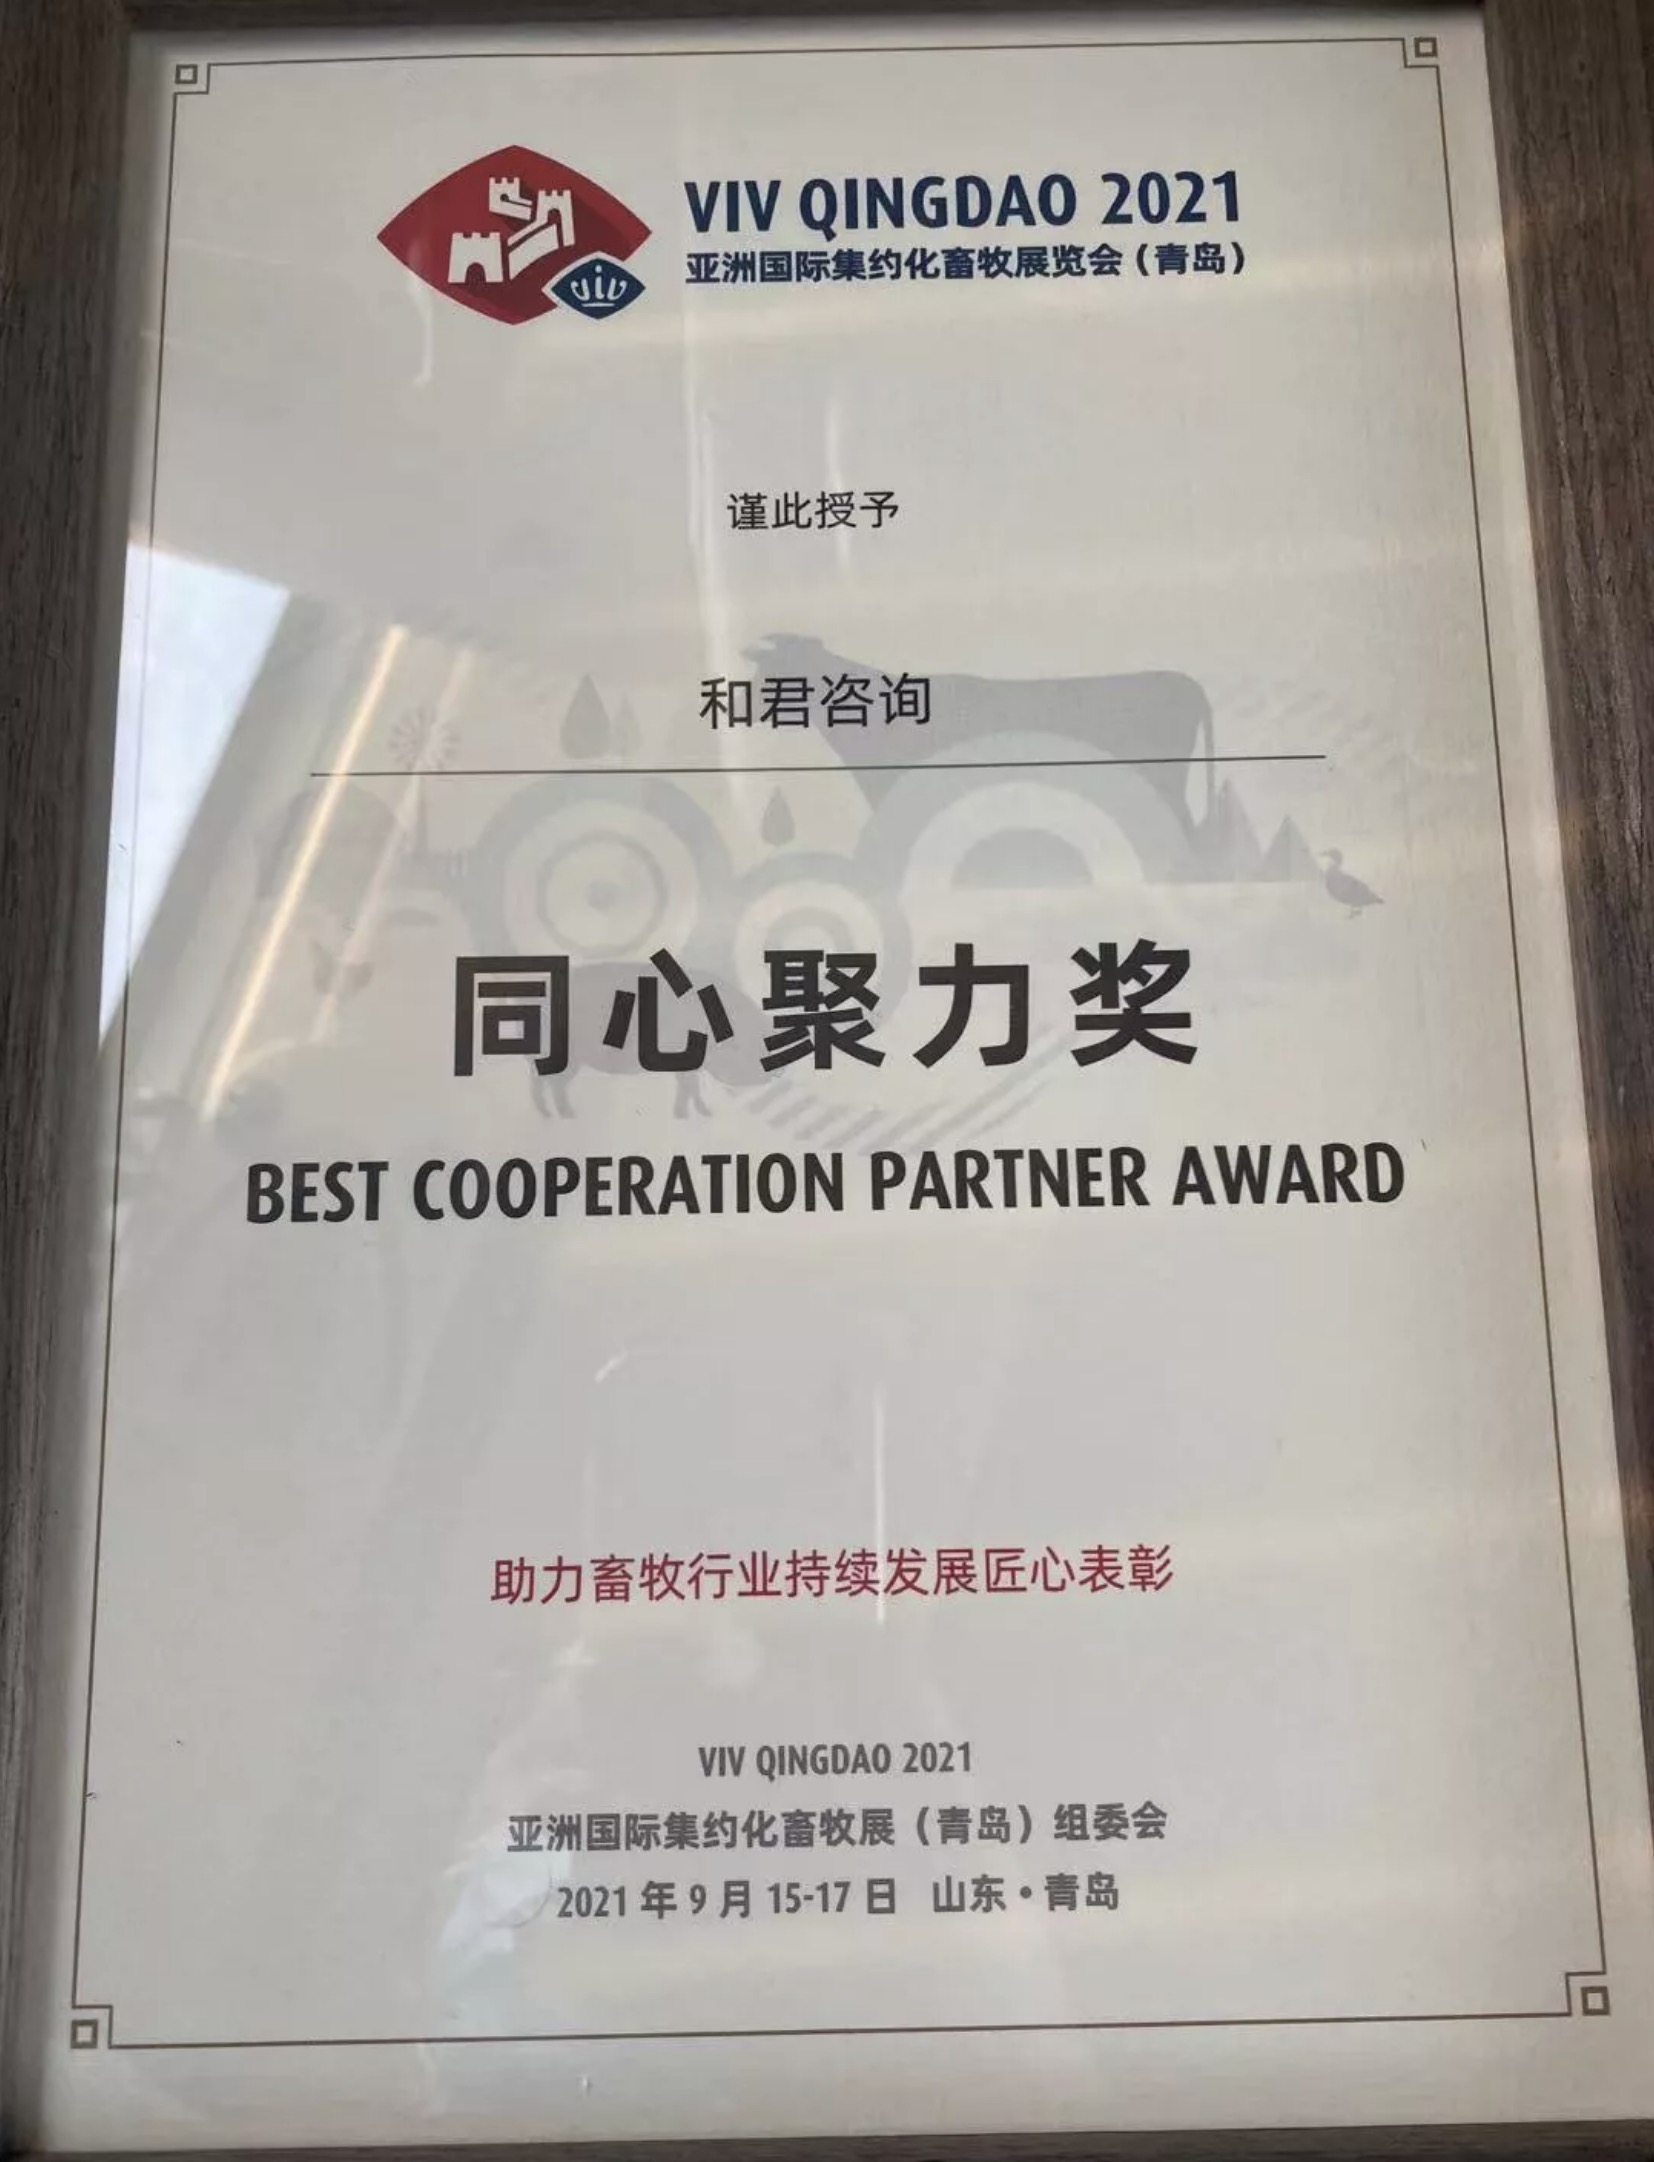 VIV QINGDAO 2021
亚洲国际集约化畜牧展览会（青岛）
viv
谨此授予
和君咨询
同心聚力奖
BEST COOPERATION PARTNER AWARD
助力畜牧行业持续发展匠心表彰
VIV QINGDAO 2021
亚洲国际集约化畜牧展（青岛）组委会
2021 年 9 月 15-17 日 山东·青岛